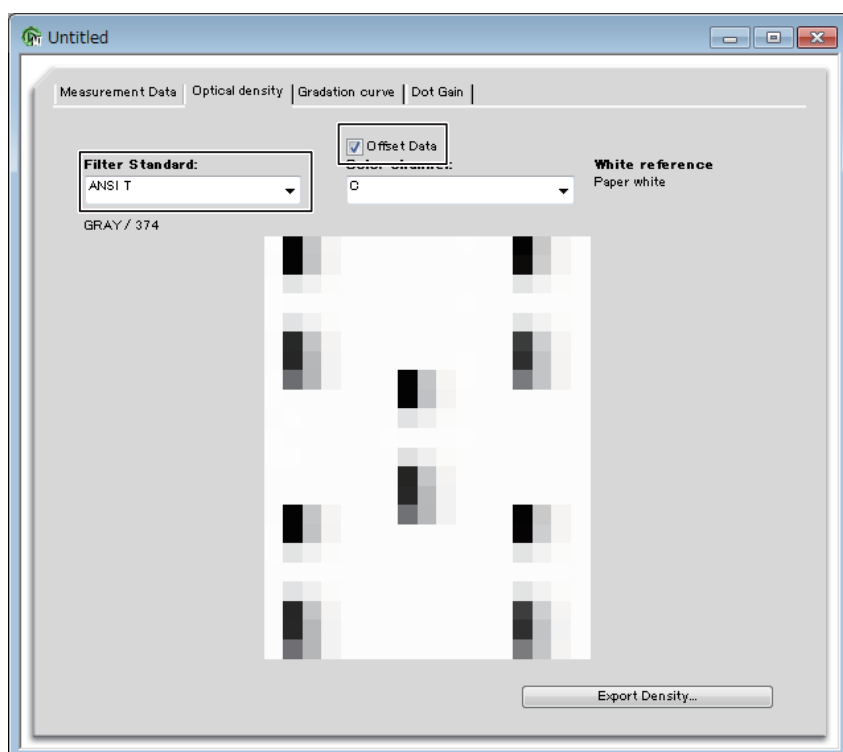 Untitled
Measurement Data Optical density Gradation curve Dot Gain
Offset Data
Filter Standard: White reference
ANSI T C Paper white
GRAY / 374
Export Density...